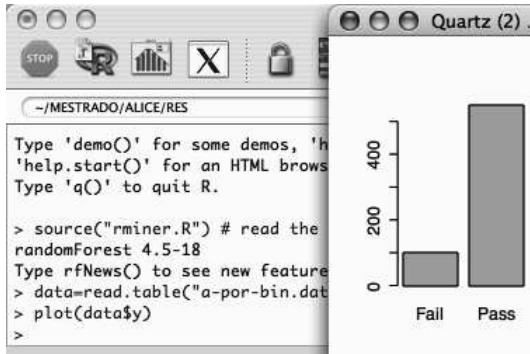 Quartz (2)
STOP
R
X
~/MESTRADO/ALICE/RES
Type 'demo()' for some demos, 'h
'help.start()' for an HTML brows
Type 'q()' to quit R.
> source("rminer.R") # read the
randomForest 4.5-18
Type rfNews() to see new feature
> data=read.table("a-por-bin.dat
> plot(data$y)
>
400
200
0
Fail Pass